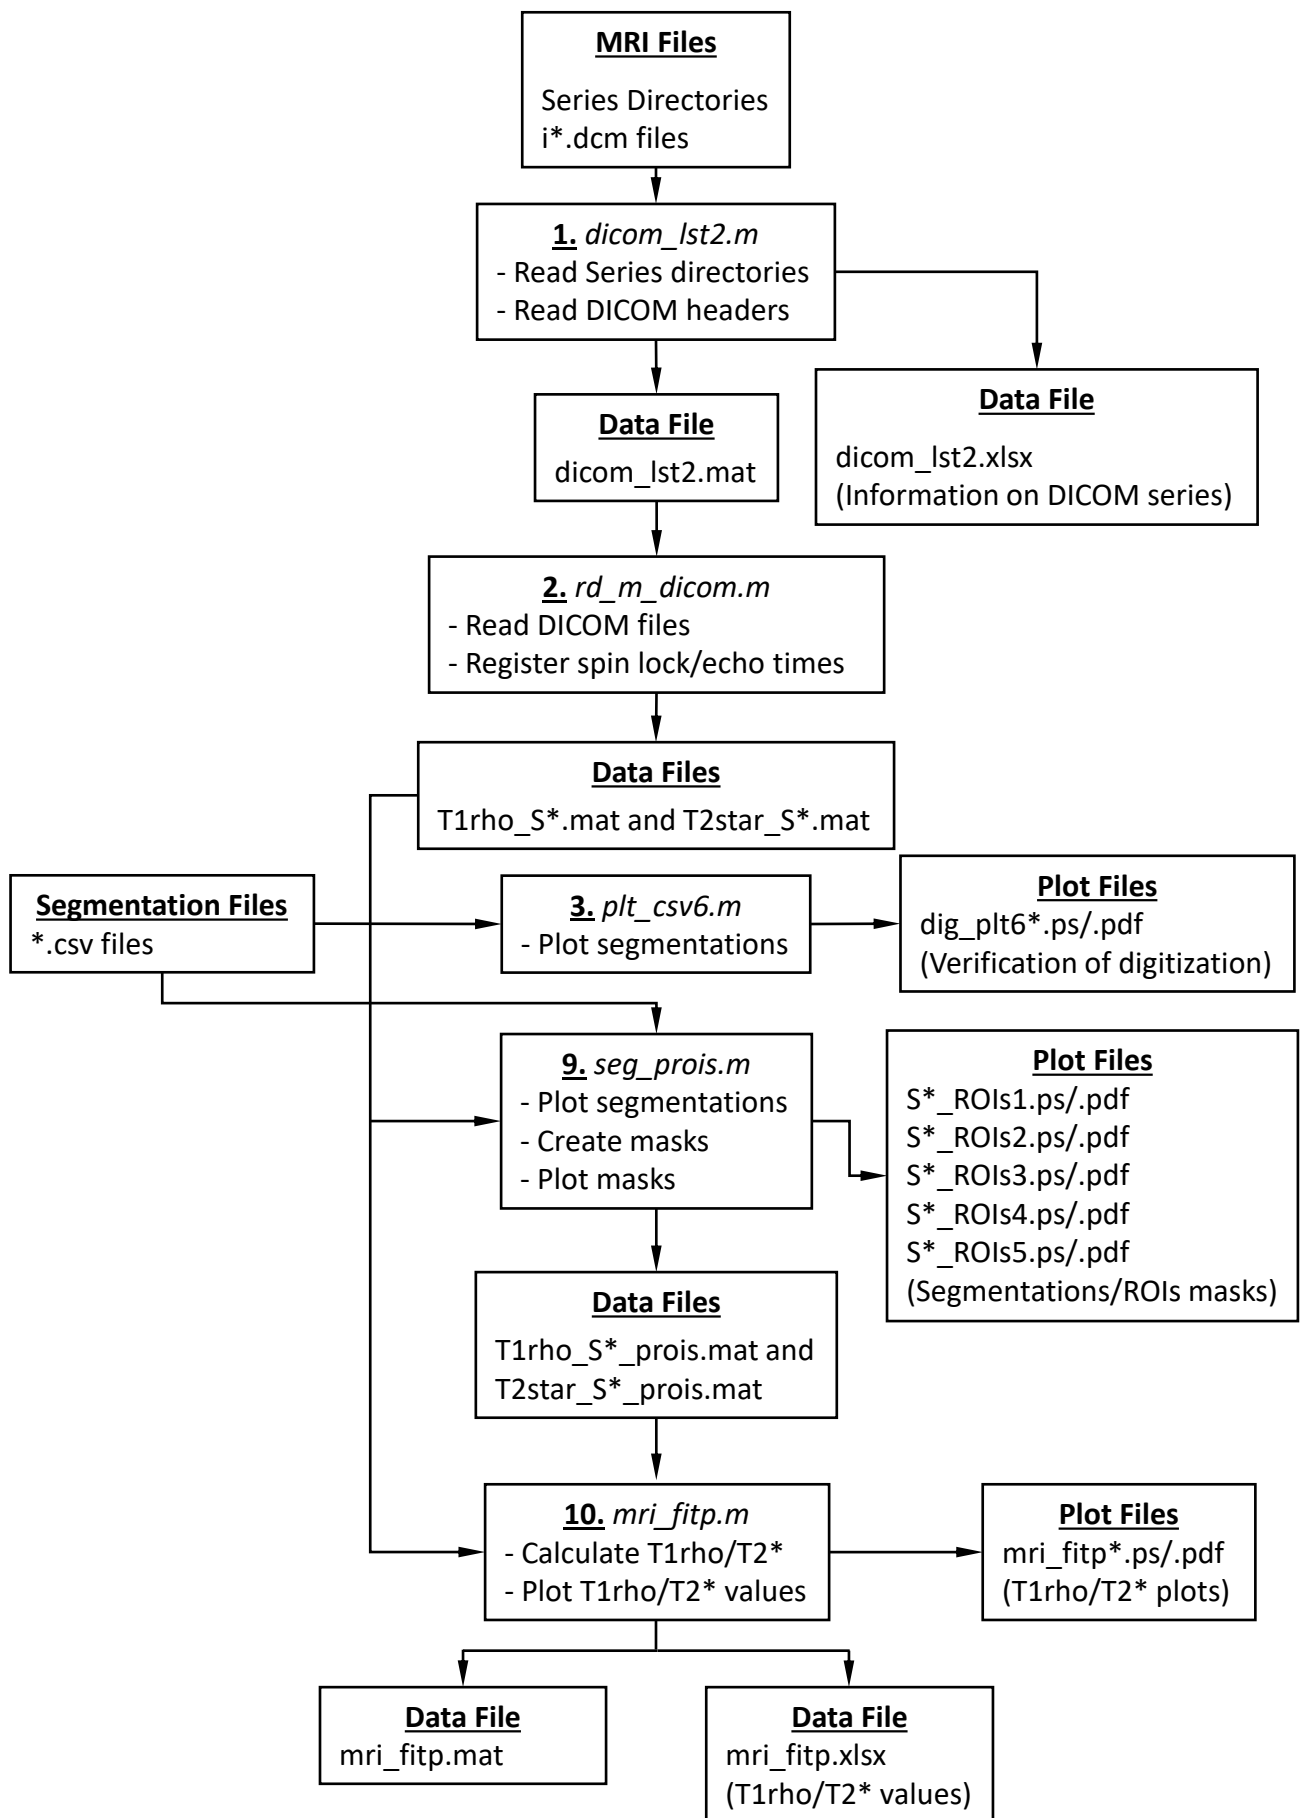 MRI Files
Series Directories
i*.dcm files
1. dicom_lst2.m
- Read Series directories
- Read DICOM headers
Data File
dicom_lst2.mat
Data File
dicom_lst2.xlsx
(Information on DICOM series)
2. rd_m_dicom.m
- Read DICOM files
- Register spin lock/echo times
Data Files
T1rho_S*.mat and T2star_S*.mat
Segmentation Files
*.csv files
3. plt_csv6.m
- Plot segmentations
Plot Files
dig_plt6*.ps/.pdf
(Verification of digitization)
9. seg_prois.m
- Plot segmentations
- Create masks
- Plot masks
Plot Files
S*_ROIs1.ps/.pdf
S*_ROIs2.ps/.pdf
S*_ROIs3.ps/.pdf
S*_ROIs4.ps/.pdf
S*_ROIs5.ps/.pdf
(Segmentations/ROIs masks)
Data Files
T1rho_S*_prois.mat and
T2star_S*_prois.mat
10. mri_fitp.m
- Calculate T1rho/T2*
- Plot T1rho/T2* values
Plot Files
mri_fitp*.ps/.pdf
(T1rho/T2* plots)
Data File
mri_fitp.mat
Data File
mri_fitp.xlsx
(T1rho/T2* values)